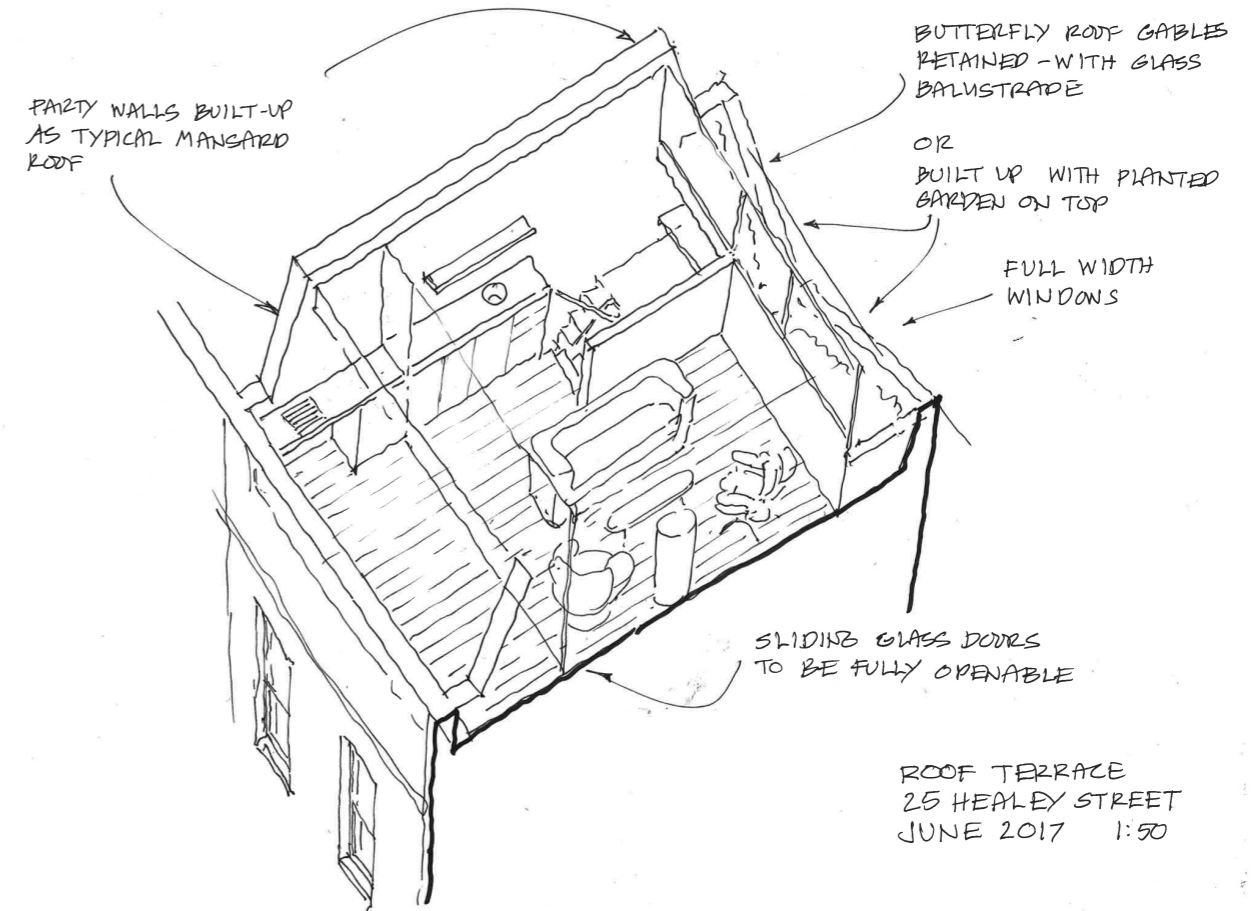 PARTY WALLS BUILT-UP
AS TYPICAL MANSARD
ROOF
BUTTERFLY ROOF GABLES
RETAINED - WITH GLASS
BALUSTRADE
OR
BUILT UP WITH PLANTED
GARDEN ON TOP
FULL WIDTH
WINDOWS
SLIDING GLASS DOORS
TO BE FULLY OPENABLE
ROOF TERRACE
25 HEALEY STREET
JUNE 2017 1:50